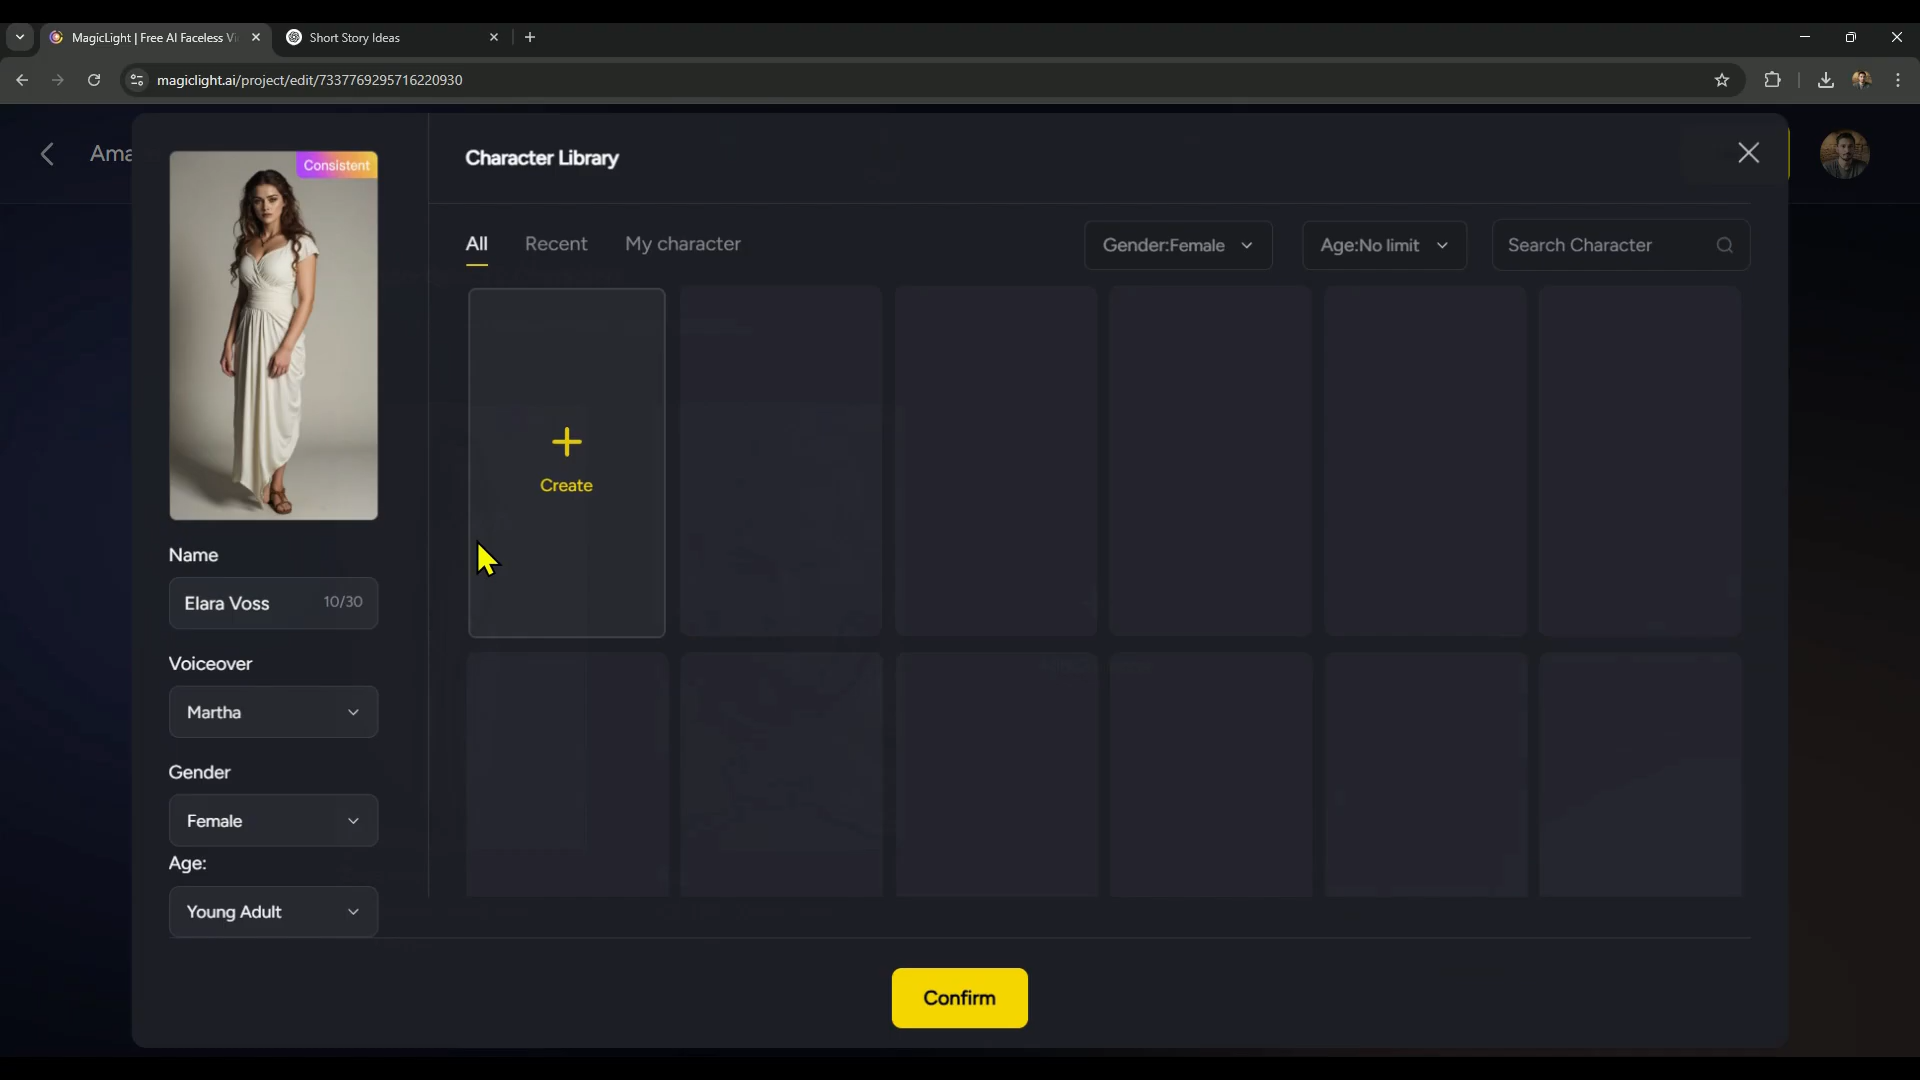 MagicLight | Free AI Faceless Vi
Short Story Ideas
magiclight.ai/project/edit/7337769295716220930
Ama
Consistent
Character Library
All
Recent
My character
Gender:Female
Age:No limit
Search Character
Create
Name
Elara Voss
10/30
Voiceover
Martha
Gender
Female
Age:
Young Adult
Confirm